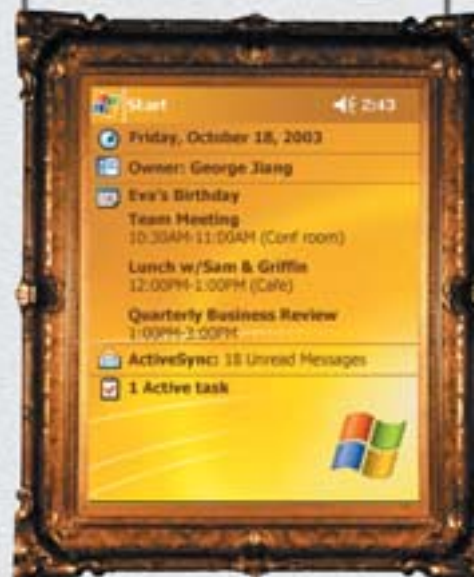 Start 2:43
Friday, October 18, 2003
Owner: George Jiang
Eva's Birthday
Team Meeting
10:30AM-11:00AM (Conf room)
Lunch w/Sam & Griffin
12:00PM-1:00PM (Cafe)
Quarterly Business Review
1:00PM-3:00PM
ActiveSync: 18 Unread Messages
1 Active task